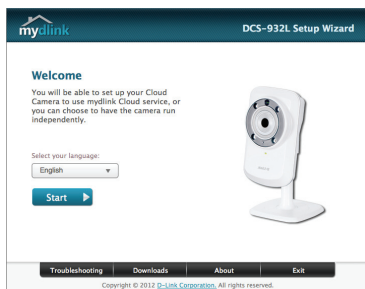 mydlink
DCS-932L Setup Wizard
Welcome
You will be able to set up your Cloud
Camera to use mydlink Cloud service, or
you can choose to have the camera run
independently.
Select your language:
English
Start
Troubleshooting
Downloads
About
Exit
Copyright © 2012 D-Link Corporation. All rights reserved.